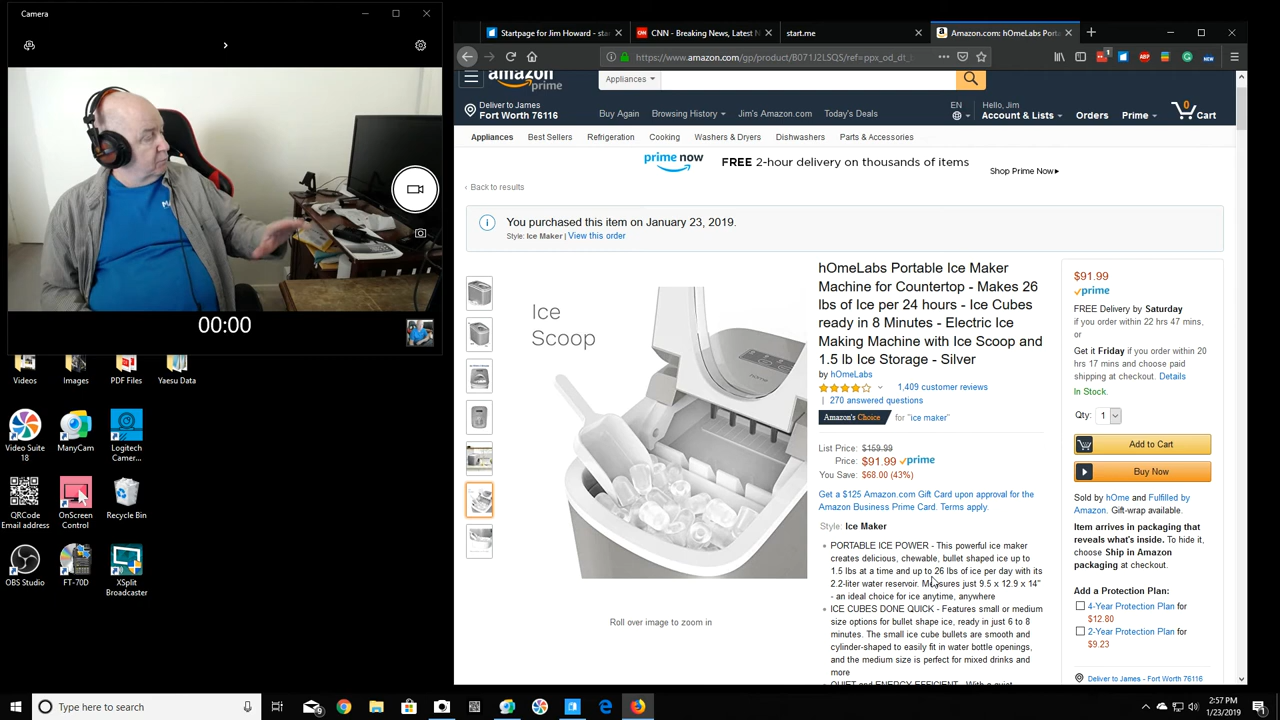 Camera
00:00
Videos
Images
PDF Files
Yaesu Data
Video Suite
18
ManyCam
Logitech
Camer...
QRCode
Email address
OnScreen
Control
Recycle Bin
OBS Studio
FT-70D
XSplit
Broadcaster
Startpage for Jim Howard - sta
CNN - Breaking News, Latest N
start.me
Amazon.com: hOmeLabs Porta
https://www.amazon.com/gp/product/B071J2LSQS/ref=ppx_od_dt_
amazon
prime
Appliances
Deliver to James
Fort Worth 76116
Buy Again
Browsing History
Jim's Amazon.com
Today's Deals
EN
Hello, Jim
Account & Lists
Orders
Prime
0
Cart
Appliances
Best Sellers
Refrigeration
Cooking
Washers & Dryers
Dishwashers
Parts & Accessories
prime now
FREE 2-hour delivery on thousands of items
Shop Prime Now
‹ Back to results
You purchased this item on January 23, 2019.
Style: Ice Maker | View this order
Ice
Scoop
Roll over image to zoom in
hOmeLabs Portable Ice Maker
Machine for Countertop - Makes 26
lbs of Ice per 24 hours - Ice Cubes
ready in 8 Minutes - Electric Ice
Making Machine with Ice Scoop and
1.5 lb Ice Storage - Silver
by hOmeLabs
1,409 customer reviews
| 270 answered questions
Amazon's Choice for "ice maker"
List Price: $159.99
Price: $91.99 prime
You Save: $68.00 (43%)
Get a $125 Amazon.com Gift Card upon approval for the
Amazon Business Prime Card. Terms apply.
Style: Ice Maker
PORTABLE ICE POWER - This powerful ice maker
creates delicious, chewable, bullet shaped ice up to
1.5 lbs at a time and up to 26 lbs of ice per day with its
2.2-liter water reservoir. Measures just 9.5 x 12.9 x 14"
- an ideal choice for ice anytime, anywhere
ICE CUBES DONE QUICK - Features small or medium
size options for bullet shape ice, ready in just 6 to 8
minutes. The small ice cube bullets are smooth and
cylinder-shaped to easily fit in water bottle openings,
and the medium size is perfect for mixed drinks and
more
QUIET and ENERGY EFFICIENT - With a quiet
$91.99
prime
FREE Delivery by Saturday
if you order within 22 hrs 47 mins,
or
Get it Friday if you order within 20
hrs 17 mins and choose paid
shipping at checkout. Details
In Stock.
Qty: 1
Add to Cart
Buy Now
Sold by hOme and Fulfilled by
Amazon. Gift-wrap available.
Item arrives in packaging that
reveals what's inside. To hide it,
choose Ship in Amazon
packaging at checkout.
Add a Protection Plan:
4-Year Protection Plan for
$12.80
2-Year Protection Plan for
$9.23
Deliver to James - Fort Worth 76116
Type here to search
2:57 PM
1/23/2019